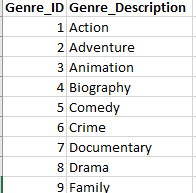 Genre_ID Genre_Description
1 Action
2 Adventure
3 Animation
4 Biography
5 Comedy
6 Crime
7 Documentary
8 Drama
9 Family